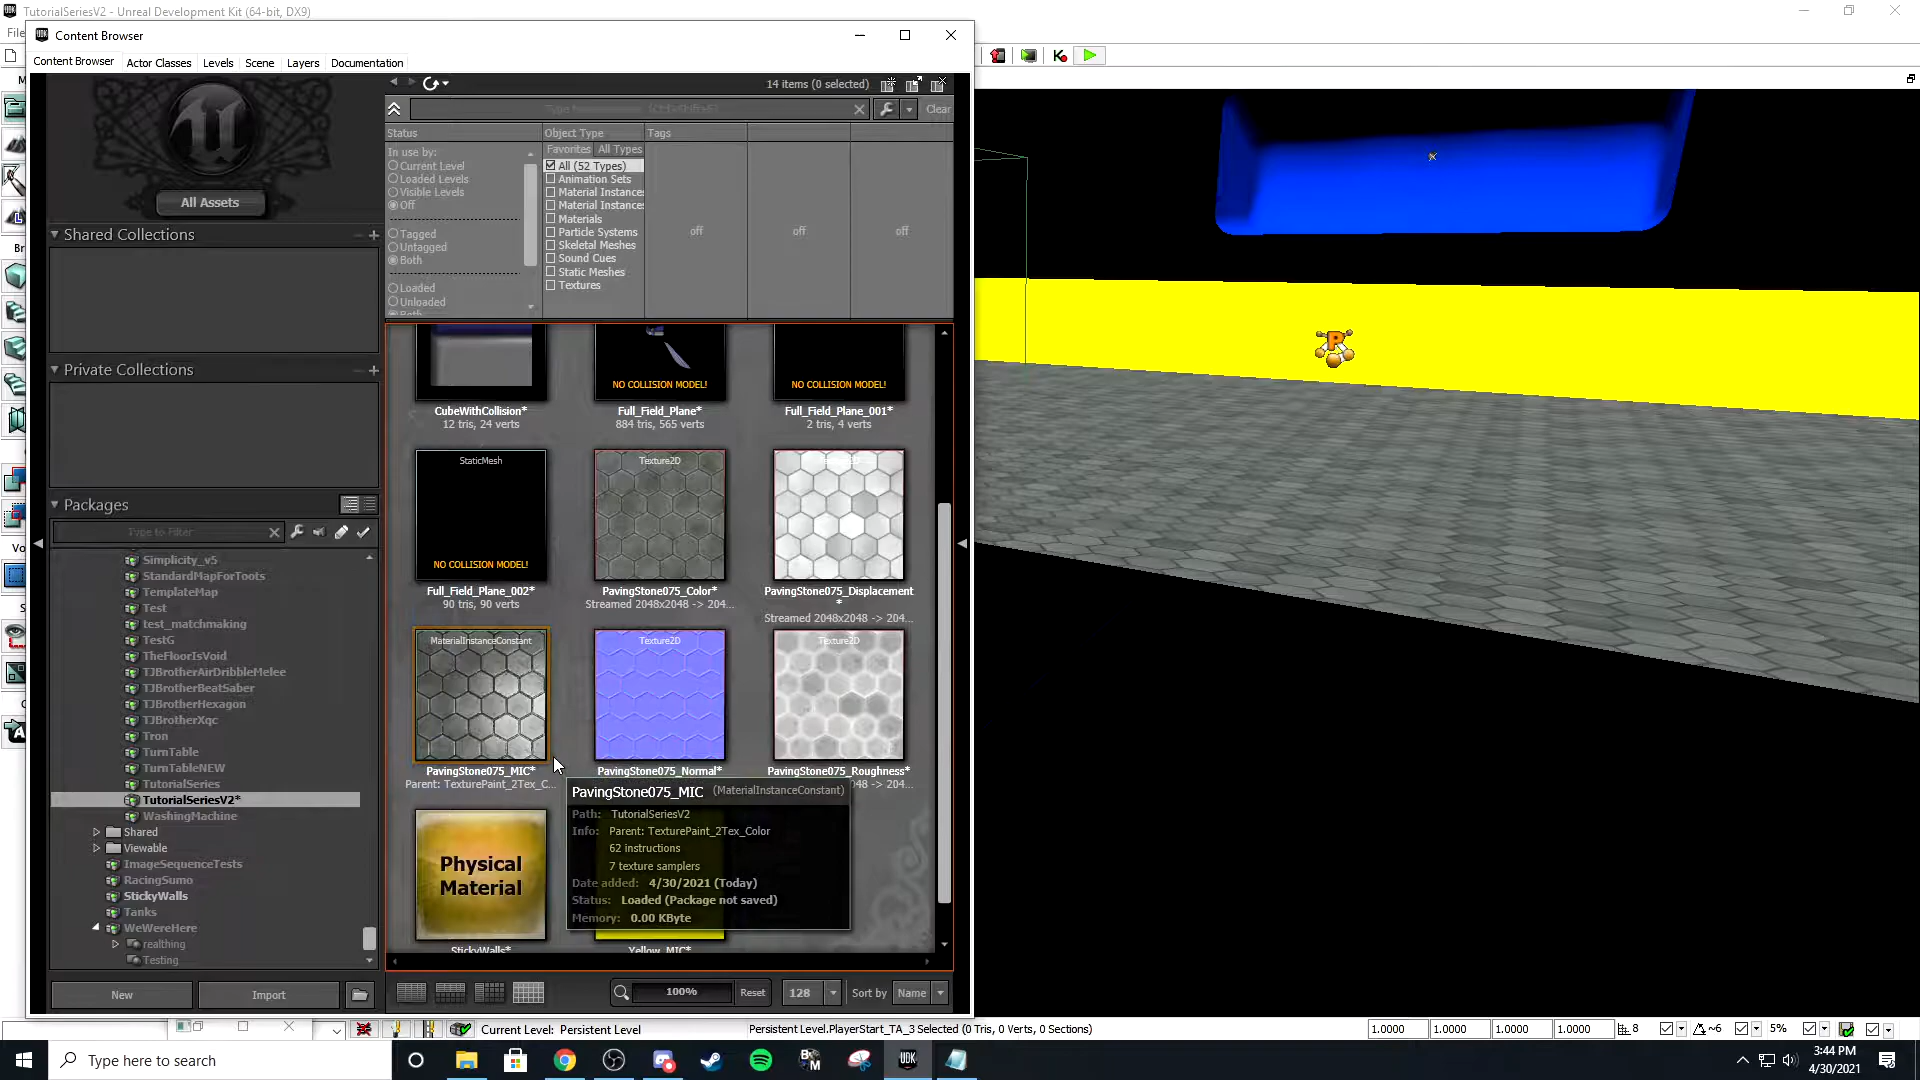 TutorialSeriesV2 - Unreal Development Kit (64-bit, DX9)
File
Content Browser
Content Browser
Actor Classes
Levels
Scene
Layers
Documentation
14 items (0 selected)
Clear
All Assets
Shared Collections
Private Collections
Packages
Type to Filter
Status
In use by:
Current Level
Loaded Levels
Visible Levels
Off
Tagged
Untagged
Both
Loaded
Unloaded
Both
Object Type
Favorites
All Types
All (52 Types)
Animation Sets
Material Instances
Material Instances
Materials
Particle Systems
Skeletal Meshes
Sound Cues
Static Meshes
Textures
Tags
off
off
off
NO COLLISION MODEL!
NO COLLISION MODEL!
CubeWithCollision*
12 tris, 24 verts
Full_Field_Plane*
884 tris, 565 verts
Full_Field_Plane_001*
2 tris, 4 verts
StaticMesh
NO COLLISION MODEL!
Full_Field_Plane_002*
90 tris, 90 verts
Texture2D
PavingStone075_Color*
Streamed 2048x2048 -> 204...
PavingStone075_Displacement
*
Streamed 2048x2048 -> 204...
MaterialInstanceConstant
PavingStone075_MIC*
Parent: TexturePaint_2Tex_C...
Texture2D
PavingStone075_Normal*
Texture2D
PavingStone075_Roughness*
048 -> 204...
Physical
Material
StickyWalls*
Yellow_MIC*
PavingStone075_MIC (MaterialInstanceConstant)
Path: TutorialSeriesV2
Info: Parent: TexturePaint_2Tex_Color
62 instructions
7 texture samplers
Date added: 4/30/2021 (Today)
Status: Loaded (Package not saved)
Memory: 0.00 KByte
Simplicity_v5
StandardMapForToots
TemplateMap
Test
test_matchmaking
TestG
TheFloorIsVoid
TJBrotherAirDribbleMelee
TJBrotherBeatSaber
TJBrotherHexagon
TJBrotherXqc
Tron
TurnTable
TurnTableNEW
TutorialSeries
TutorialSeriesV2*
WashingMachine
Shared
Viewable
ImageSequenceTests
RacingSumo
StickyWalls
Tanks
WeWereHere
realthing
Testing
New
Import
100%
Reset
128
Sort by
Name
P
Current Level: Persistent Level
Persistent Level.PlayerStart_TA_3 Selected (0 Tris, 0 Verts, 0 Sections)
1.0000
1.0000
1.0000
1.0000
8
~6
5%
Type here to search
UDK
3:44 PM
4/30/2021